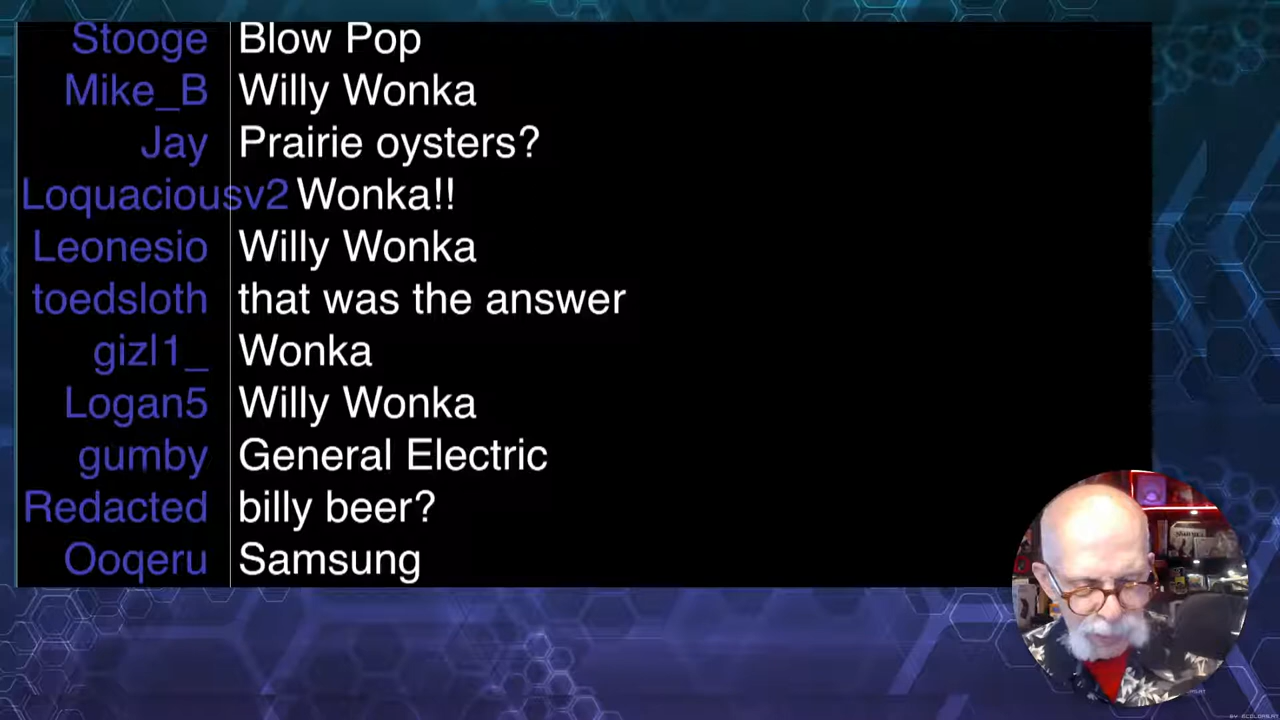 Stooge Blow Pop
Mike_B Willy Wonka
Jay Prairie oysters?
Loquaciousv2 Wonka!!
Leonesio Willy Wonka
toedsloth that was the answer
gizl1_ Wonka
Logan5 Willy Wonka
gumby General Electric
Redacted billy beer?
Ooqeru Samsung